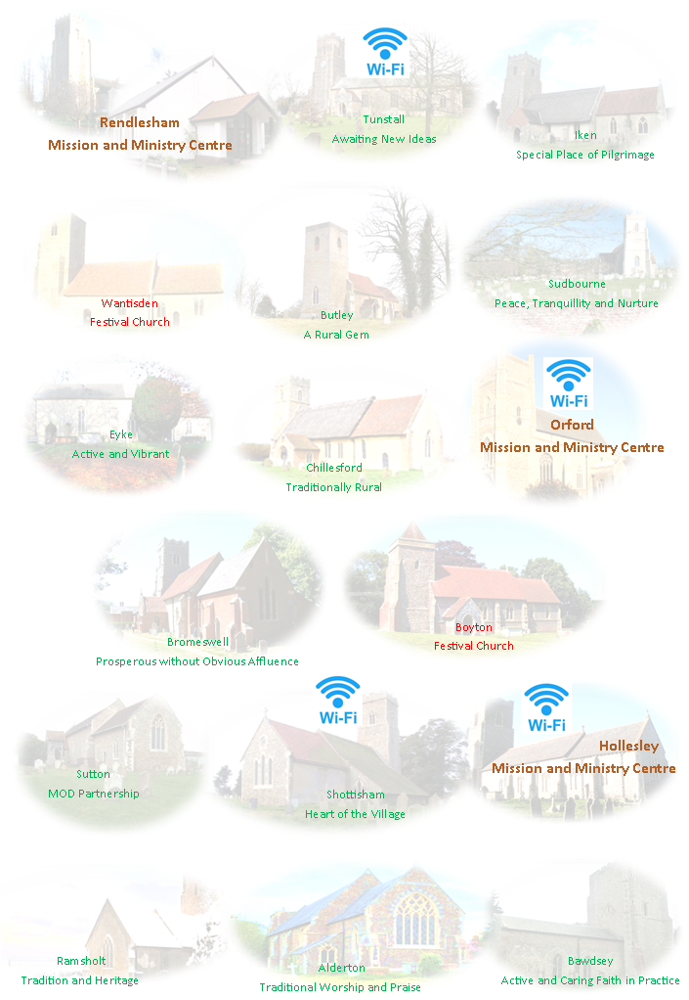 Wi-Fi
Rendlesham
Mission and Ministry Centre
Tunstall
Awaiting New Ideas
Iken
Special Place of Pilgrimage
Wantisden
Festival Church
Butley
A Rural Gem
Sudbourne
Peace, Tranquillity and Nurture
Eyke
Active and Vibrant
Chillesford
Traditionally Rural
Wi-Fi
Orford
Mission and Ministry Centre
Bromeswell
Prosperous without Obvious Affluence
Boyton
Festival Church
Sutton
MOD Partnership
Wi-Fi
Shottisham
Heart of the Village
Wi-Fi
Hollesley
Mission and Ministry Centre
Ramsholt
Tradition and Heritage
Alderton
Traditional Worship and Praise
Bawdsey
Active and Caring Faith in Practice